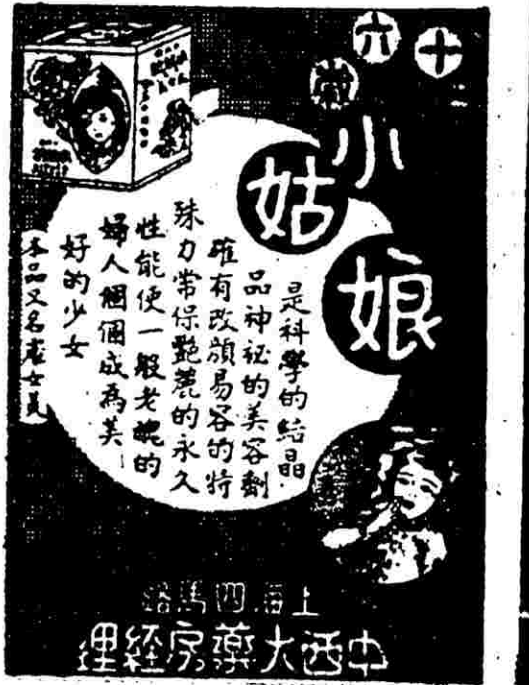 十六
小姑娘
是科學的結晶
品神祕的美容劑
確有改顏易容的特
殊力常保艷麗的永久
性能使一般老醜的
婦人個個成為美
好的少女
本品又名處女美
上海四馬路
中西大藥房經理